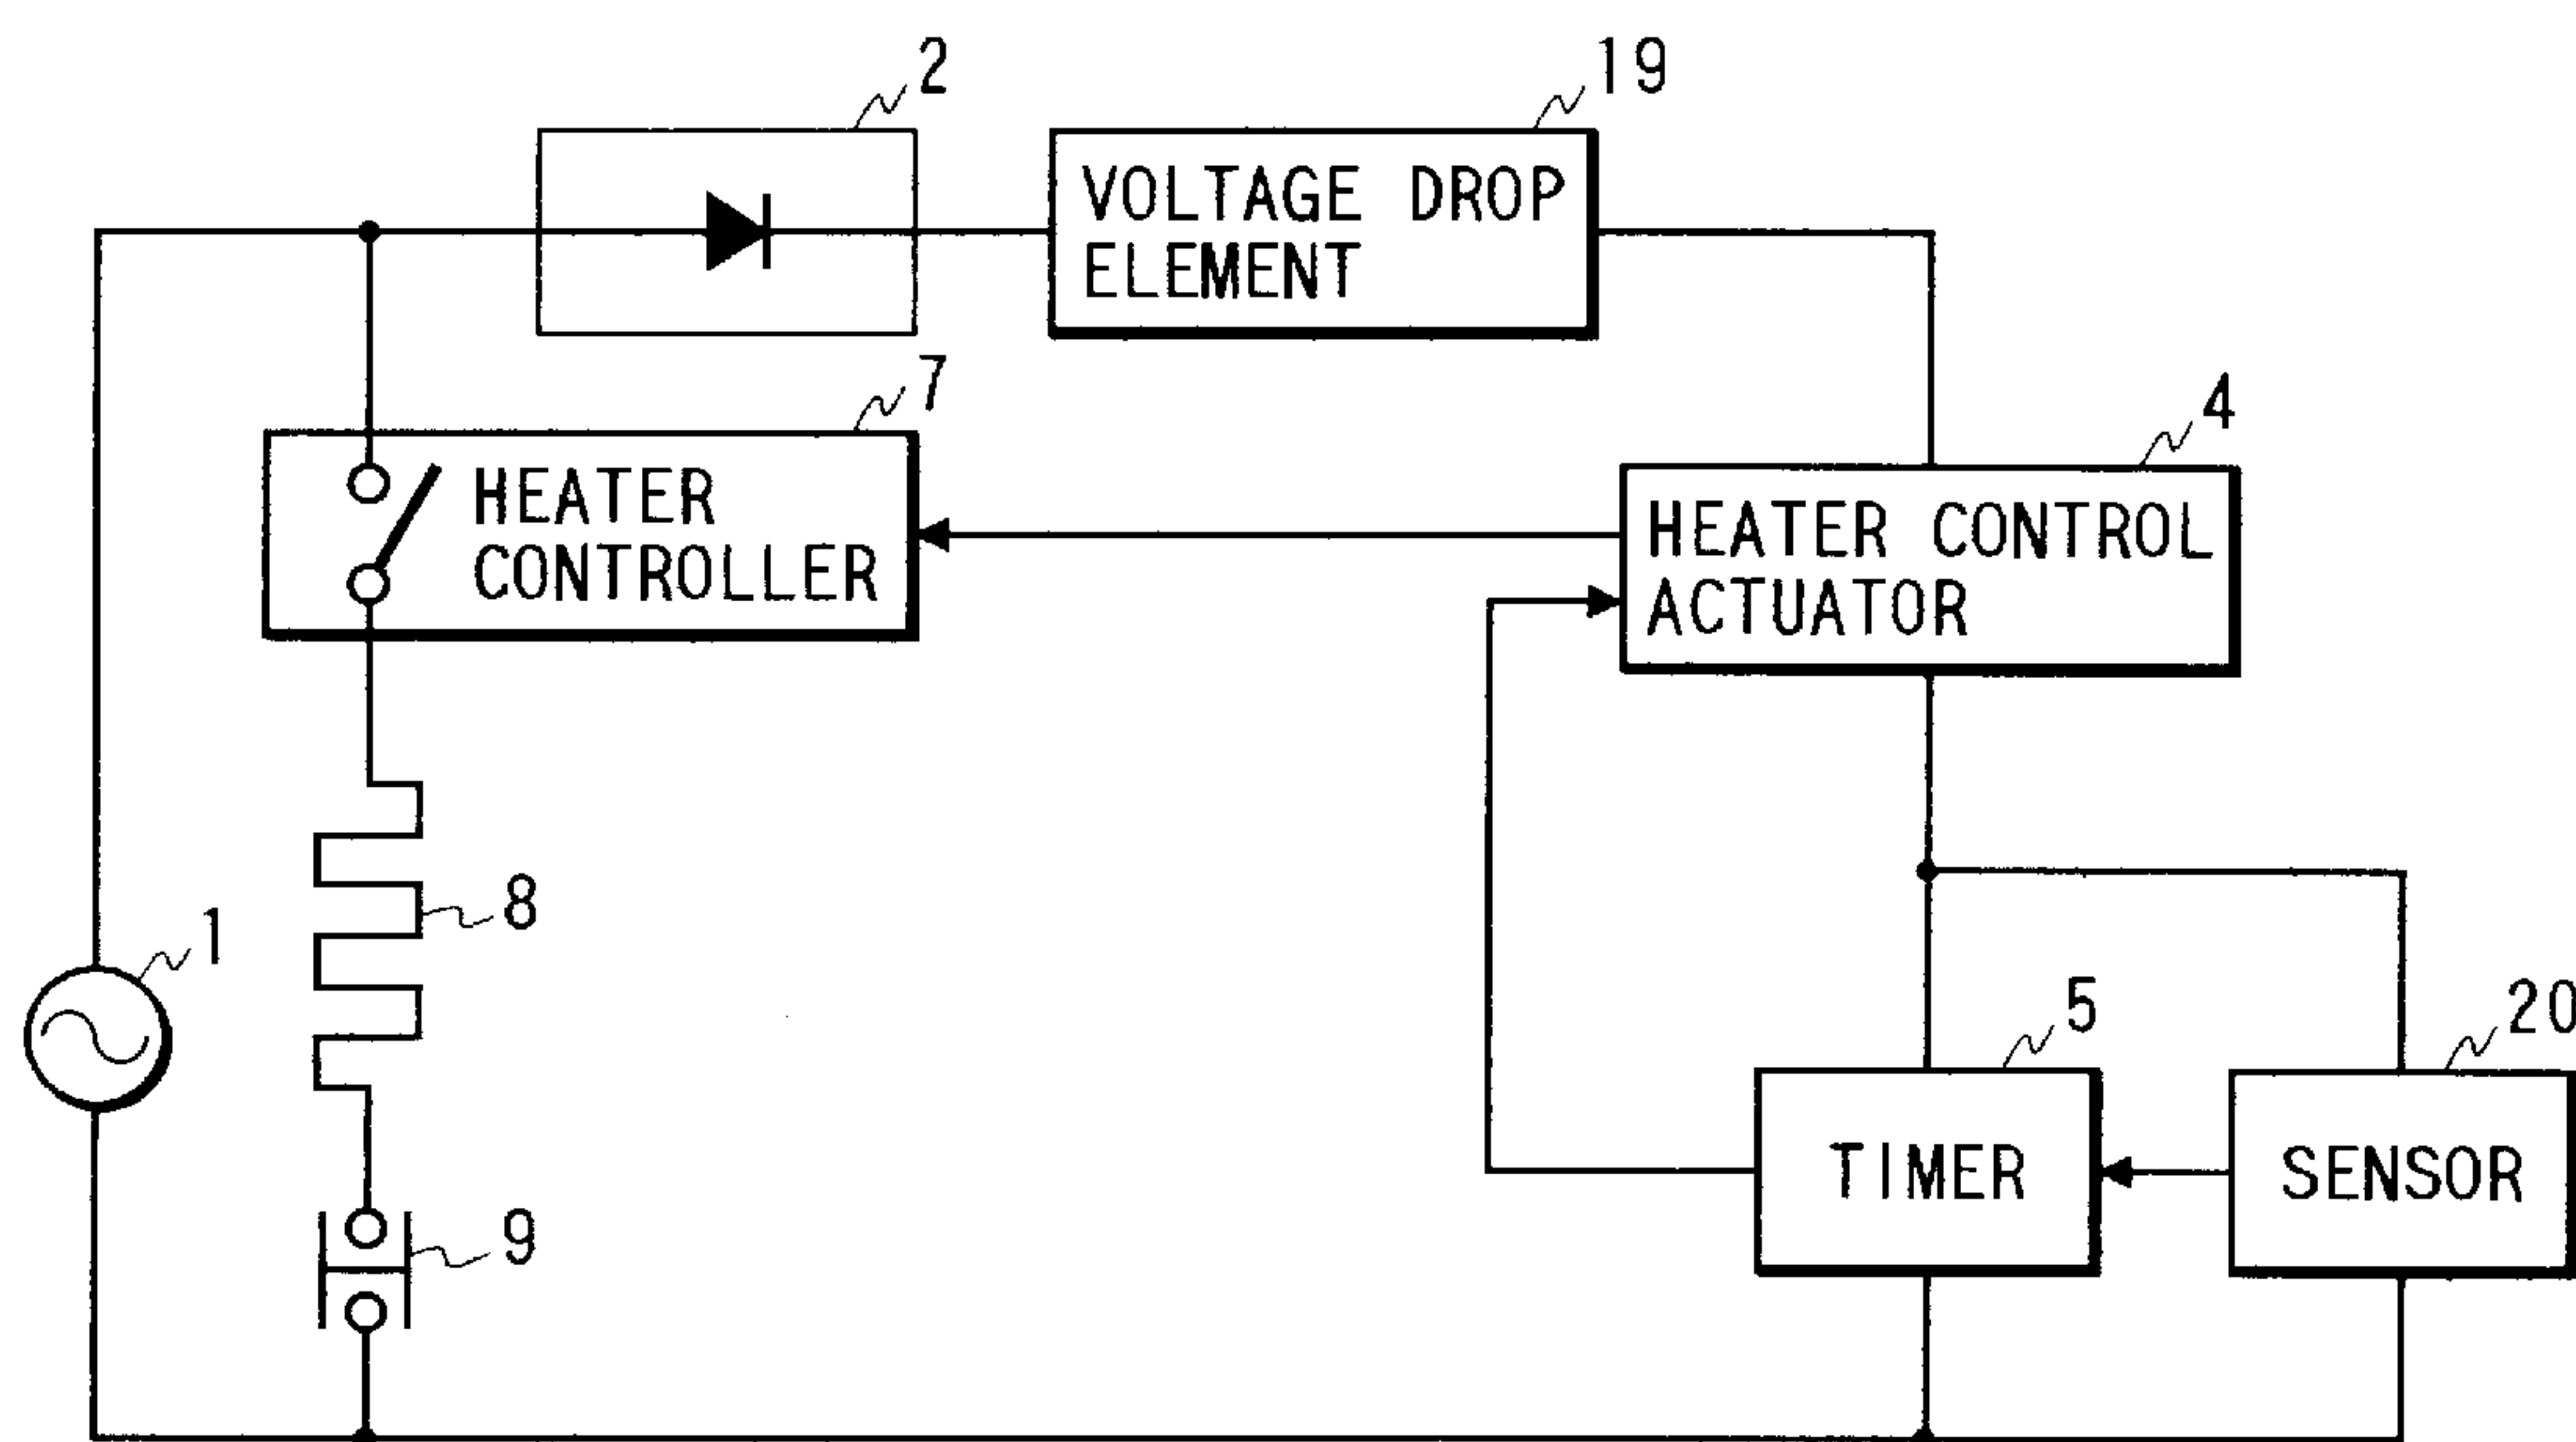 2
19
VOLTAGE DROP
ELEMENT
7
4
HEATER
CONTROLLER
HEATER CONTROL
ACTUATOR
8
1
5
20
TIMER
SENSOR
9